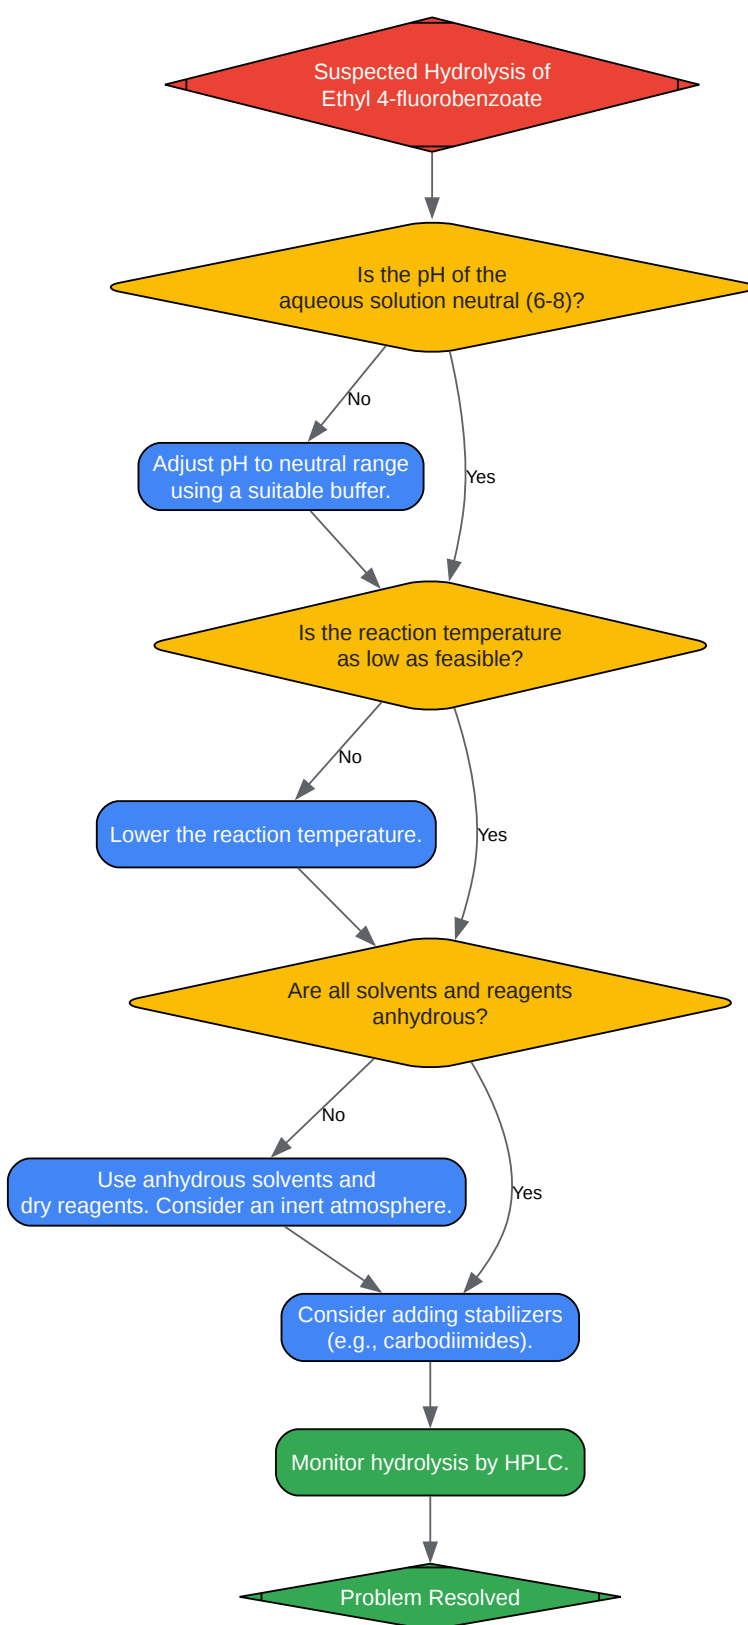 Suspected Hydrolysis of
Ethyl 4-fluorobenzoate
Is the pH of the
aqueous solution neutral (6-8)?
No
Adjust pH to neutral range
using a suitable buffer.
Yes
Is the reaction temperature
as low as feasible?
No
Lower the reaction temperature.
Yes
Are all solvents and reagents
anhydrous?
No
Use anhydrous solvents and
dry reagents. Consider an inert atmosphere.
Yes
Consider adding stabilizers
(e.g., carbodiimides).
Monitor hydrolysis by HPLC.
Problem Resolved